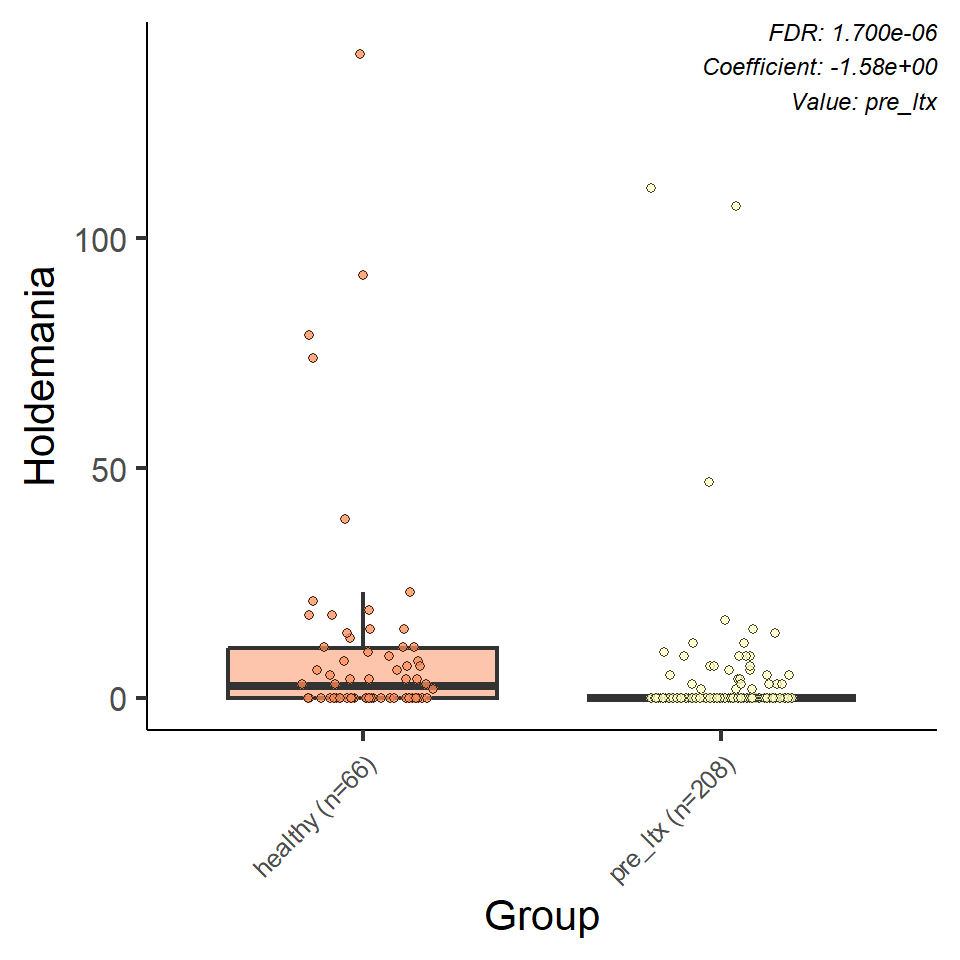 FDR: 1.700e-06
Coefficient: -1.58e+00
Value: pre_ltx
Holdemania
100
50
0
healthy (n=66)
pre_ltx (n=208)
Group